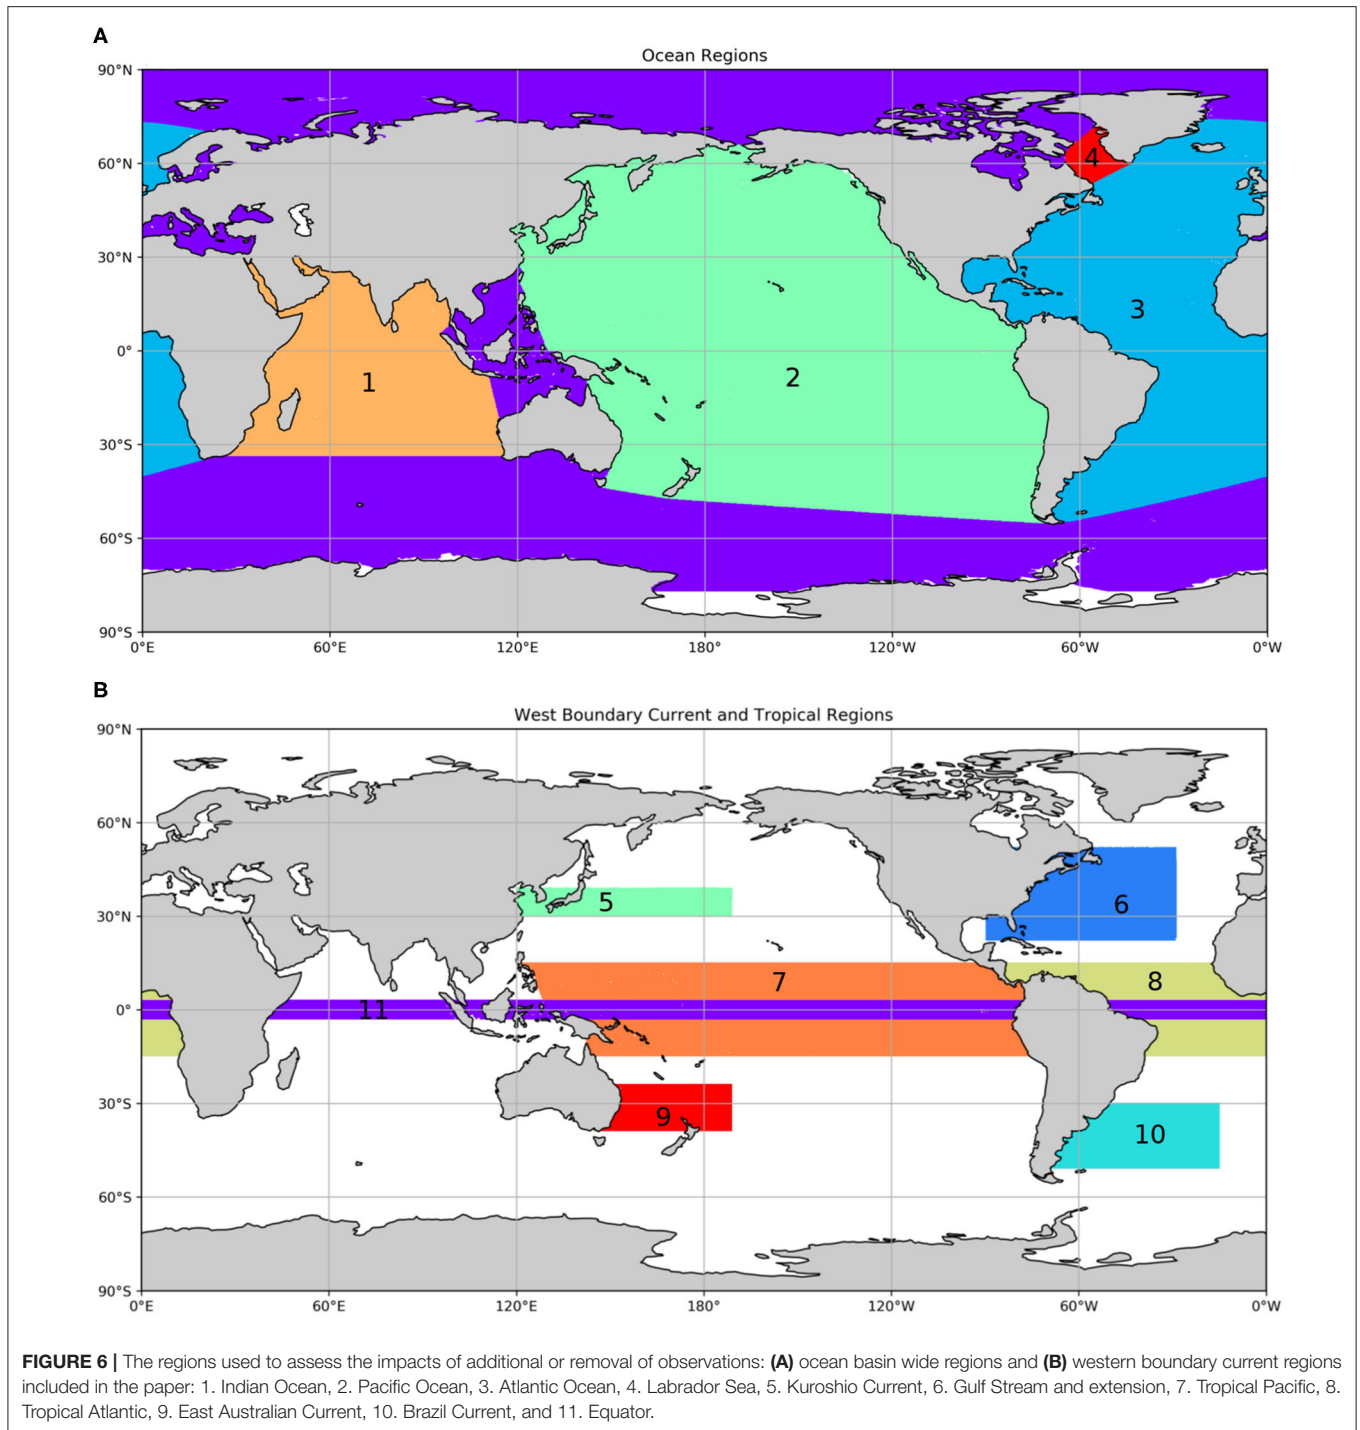 A
Ocean Regions
90°N
60°N
30°N
0°
30°S
60°S
90°S
4
3
1
2
0°E
60°E
120°E
180°
120°W
60°W
0°W
B
West Boundary Current and Tropical Regions
90°N
60°N
30°N
0°
30°S
60°S
90°S
5
6
7
8
11
9
10
0°E
60°E
120°E
180°
120°W
60°W
0°W
FIGURE 6 | The regions used to assess the impacts of additional or removal of observations: (A) ocean basin wide regions and (B) western boundary current regions
included in the paper: 1. Indian Ocean, 2. Pacific Ocean, 3. Atlantic Ocean, 4. Labrador Sea, 5. Kuroshio Current, 6. Gulf Stream and extension, 7. Tropical Pacific, 8.
Tropical Atlantic, 9. East Australian Current, 10. Brazil Current, and 11. Equator.